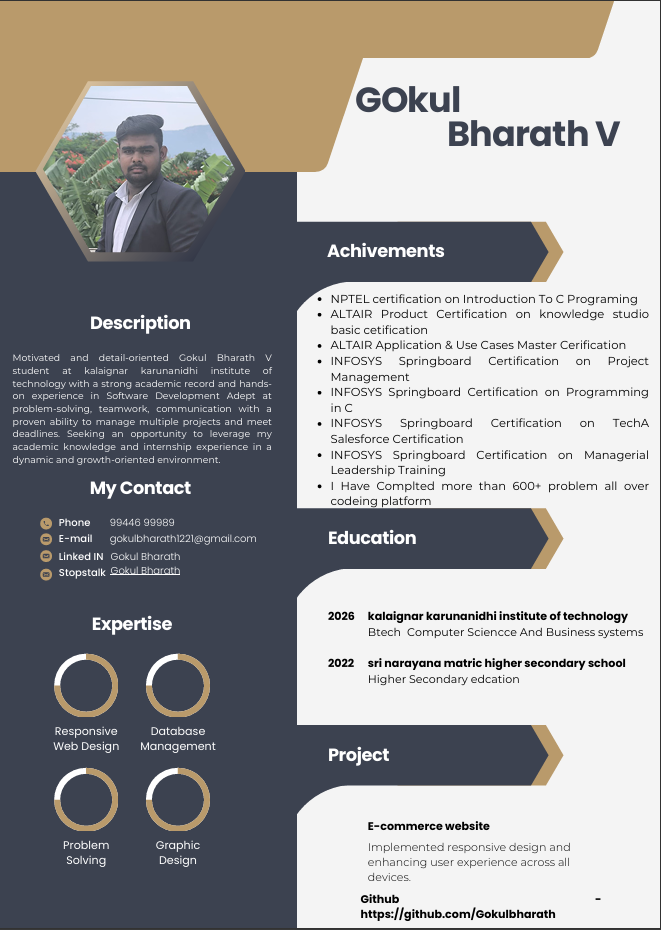 GOkul
Bharath V
Description
Motivated and detail-oriented Gokul Bharath V
student at kalaignar karunanidhi institute of
technology with a strong academic record and hands-
on experience in Software Development Adept at
problem-solving, teamwork, communication with a
proven ability to manage multiple projects and meet
deadlines. Seeking an opportunity to leverage my
academic knowledge and internship experience in a
dynamic and growth-oriented environment.
My Contact
Phone 99446 99989
E-mail gokulbharath1221@gmail.com
Linked IN Gokul Bharath
Stopstalk Gokul Bharath
Expertise
Responsive
Web Design
Database
Management
Problem
Solving
Graphic
Design
Achivements
• NPTEL certification on Introduction To C Programing
• ALTAIR Product Certification on knowledge studio
basic cetification
• ALTAIR Application & Use Cases Master Cerification
• INFOSYS Springboard Certification on Project
Management
• INFOSYS Springboard Certification on Programming
in C
• INFOSYS Springboard Certification on TechA
Salesforce Certification
• INFOSYS Springboard Certification on Managerial
Leadership Training
• I Have Complted more than 600+ problem all over
codeing platform
Education
2026 kalaignar karunanidhi institute of technology
Btech Computer Sciencce And Business systems
2022 sri narayana matric higher secondary school
Higher Secondary edcation
Project
E-commerce website
Implemented responsive design and
enhancing user experience across all
devices.
Github -
https://github.com/Gokulbharath